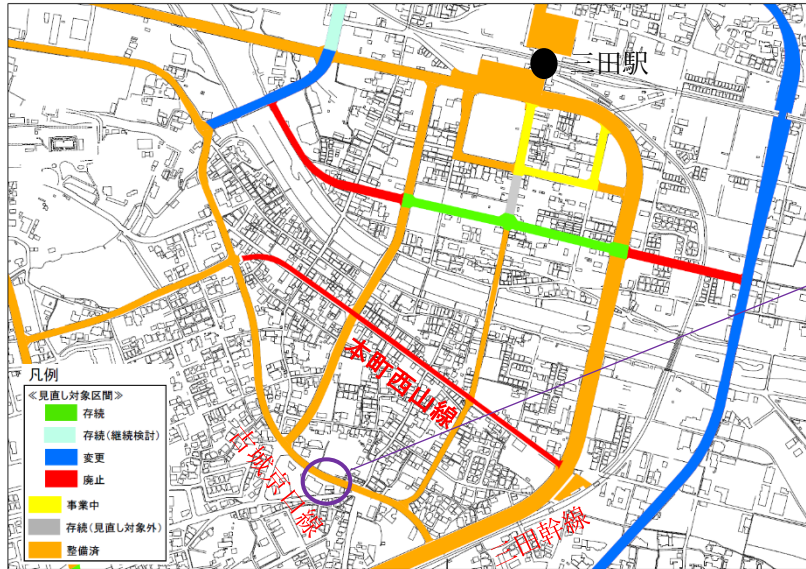 三田駅
本町西山線
古城京口線
三田幹線
凡例
≪見直し対象区間≫
存続
存続(継続検討)
変更
廃止
事業中
存続(見直し対象外)
整備済